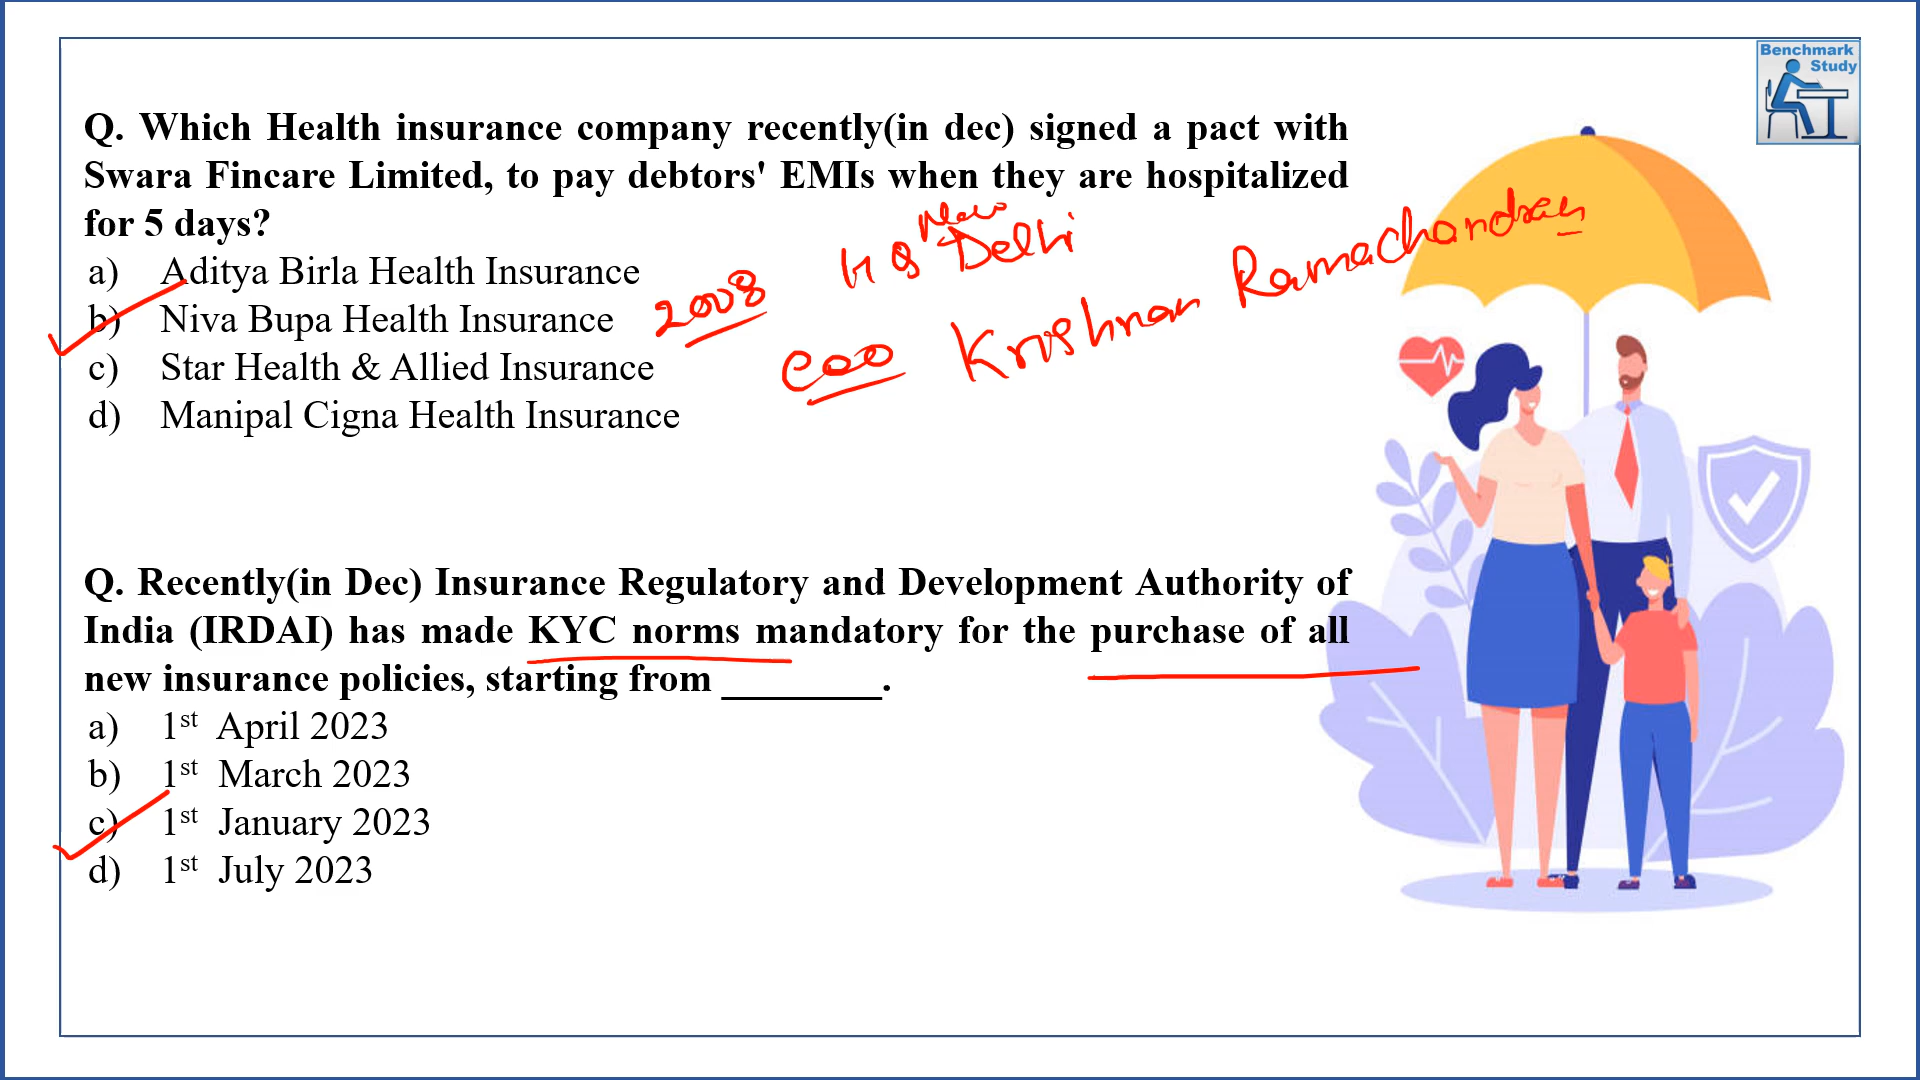 Benchmark
Study
Q. Which Health insurance company recently(in dec) signed a pact with
Swara Fincare Limited, to pay debtors' EMIs when they are hospitalized
for 5 days?
a) Aditya Birla Health Insurance
b) Niva Bupa Health Insurance
c) Star Health & Allied Insurance
d) Manipal Cigna Health Insurance
2008
HQ New Delhi
CEO Krishnan Ramachandran
Q. Recently(in Dec) Insurance Regulatory and Development Authority of
India (IRDAI) has made KYC norms mandatory for the purchase of all
new insurance policies, starting from ________.
a) 1st April 2023
b) 1st March 2023
c) 1st January 2023
d) 1st July 2023